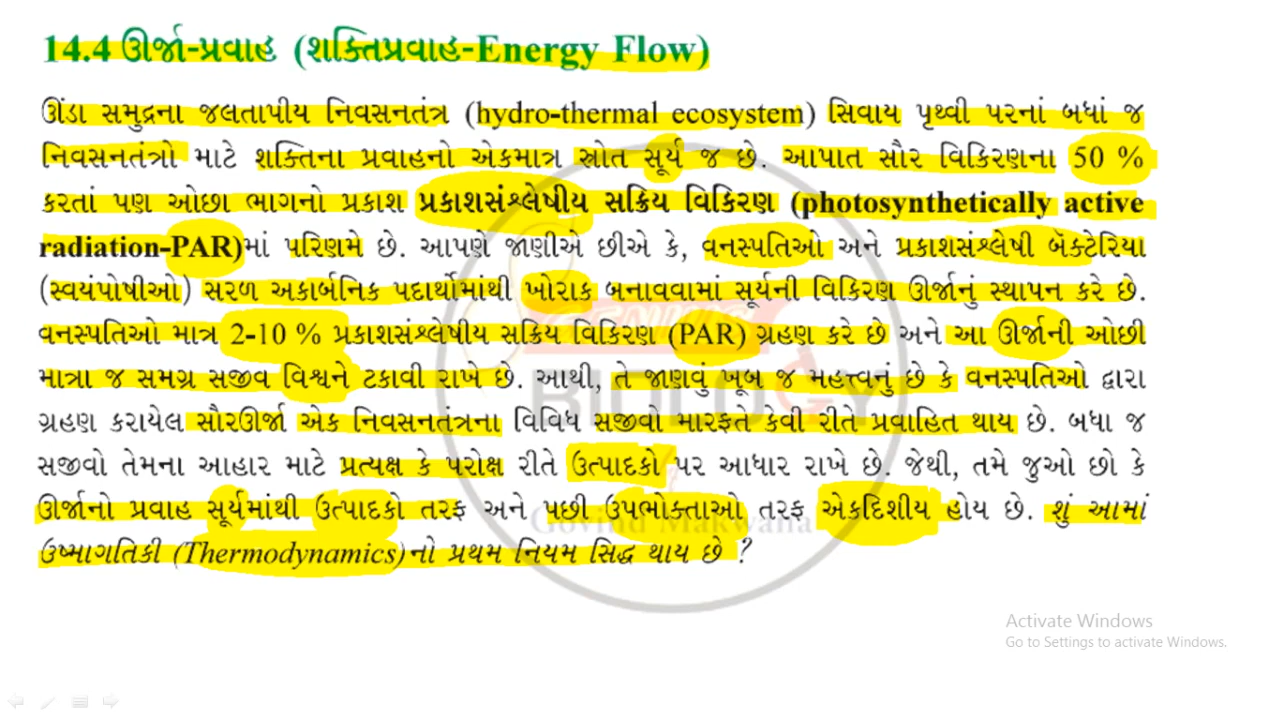 14.4 ઊર્જા-પ્રવાહ (શક્તિપ્રવાહ-Energy Flow)
ઊંડા સમુદ્રના જલતાપીય નિવસનતંત્ર (hydro-thermal ecosystem) સિવાય પૃથ્વી પરનાં બધાં જ
નિવસનતંત્રો માટે શક્તિના પ્રવાહનો એકમાત્ર સ્રોત સૂર્ય જ છે. આપાત સૌર વિકિરણના 50 %
કરતાં પણ ઓછા ભાગનો પ્રકાશ પ્રકાશસંશ્લેષીય સક્રિય વિકિરણ (photosynthetically active
radiation-PAR)માં પરિણમે છે. આપણે જાણીએ છીએ કે, વનસ્પતિઓ અને પ્રકાશસંશ્લેષી બૅક્ટેરિયા
(સ્વયંપોષીઓ) સરળ અકાર્બનિક પદાર્થોમાંથી ખોરાક બનાવવામાં સૂર્યની વિકિરણ ઊર્જાનું સ્થાપન કરે છે.
વનસ્પતિઓ માત્ર 2-10 % પ્રકાશસંશ્લેષીય સક્રિય વિકિરણ (PAR) ગ્રહણ કરે છે અને આ ઊર્જાની ઓછી
માત્રા જ સમગ્ર સજીવ વિશ્વને ટકાવી રાખે છે. આથી, તે જાણવું ખૂબ જ મહત્ત્વનું છે કે વનસ્પતિઓ દ્વારા
ગ્રહણ કરાયેલ સૌરઊર્જા એક નિવસનતંત્રના વિવિધ સજીવો મારફતે કેવી રીતે પ્રવાહિત થાય છે. બધા જ
સજીવો તેમના આહાર માટે પ્રત્યક્ષ કે પરોક્ષ રીતે ઉત્પાદકો પર આધાર રાખે છે. જેથી, તમે જુઓ છો કે
ઊર્જાનો પ્રવાહ સૂર્યમાંથી ઉત્પાદકો તરફ અને પછી ઉપભોક્તાઓ તરફ એકદિશીય હોય છે. શું આમાં
ઉષ્માગતિકી (Thermodynamics)નો પ્રથમ નિયમ સિદ્ધ થાય છે ?
BIOLOGY
Govind Makwana
Activate Windows
Go to Settings to activate Windows.